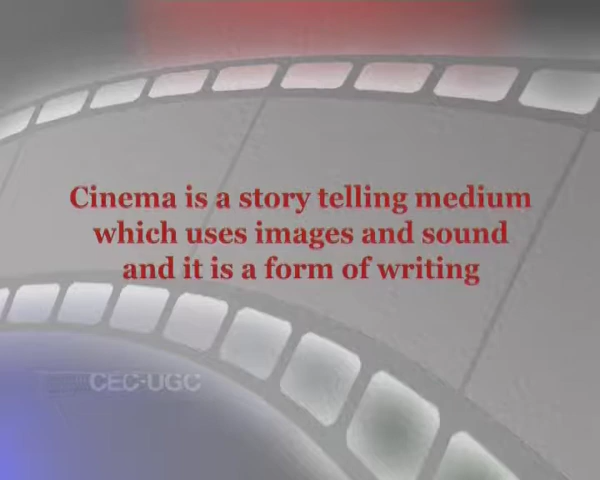 Cinema is a story telling medium
which uses images and sound
and it is a form of writing
CEC-UGC